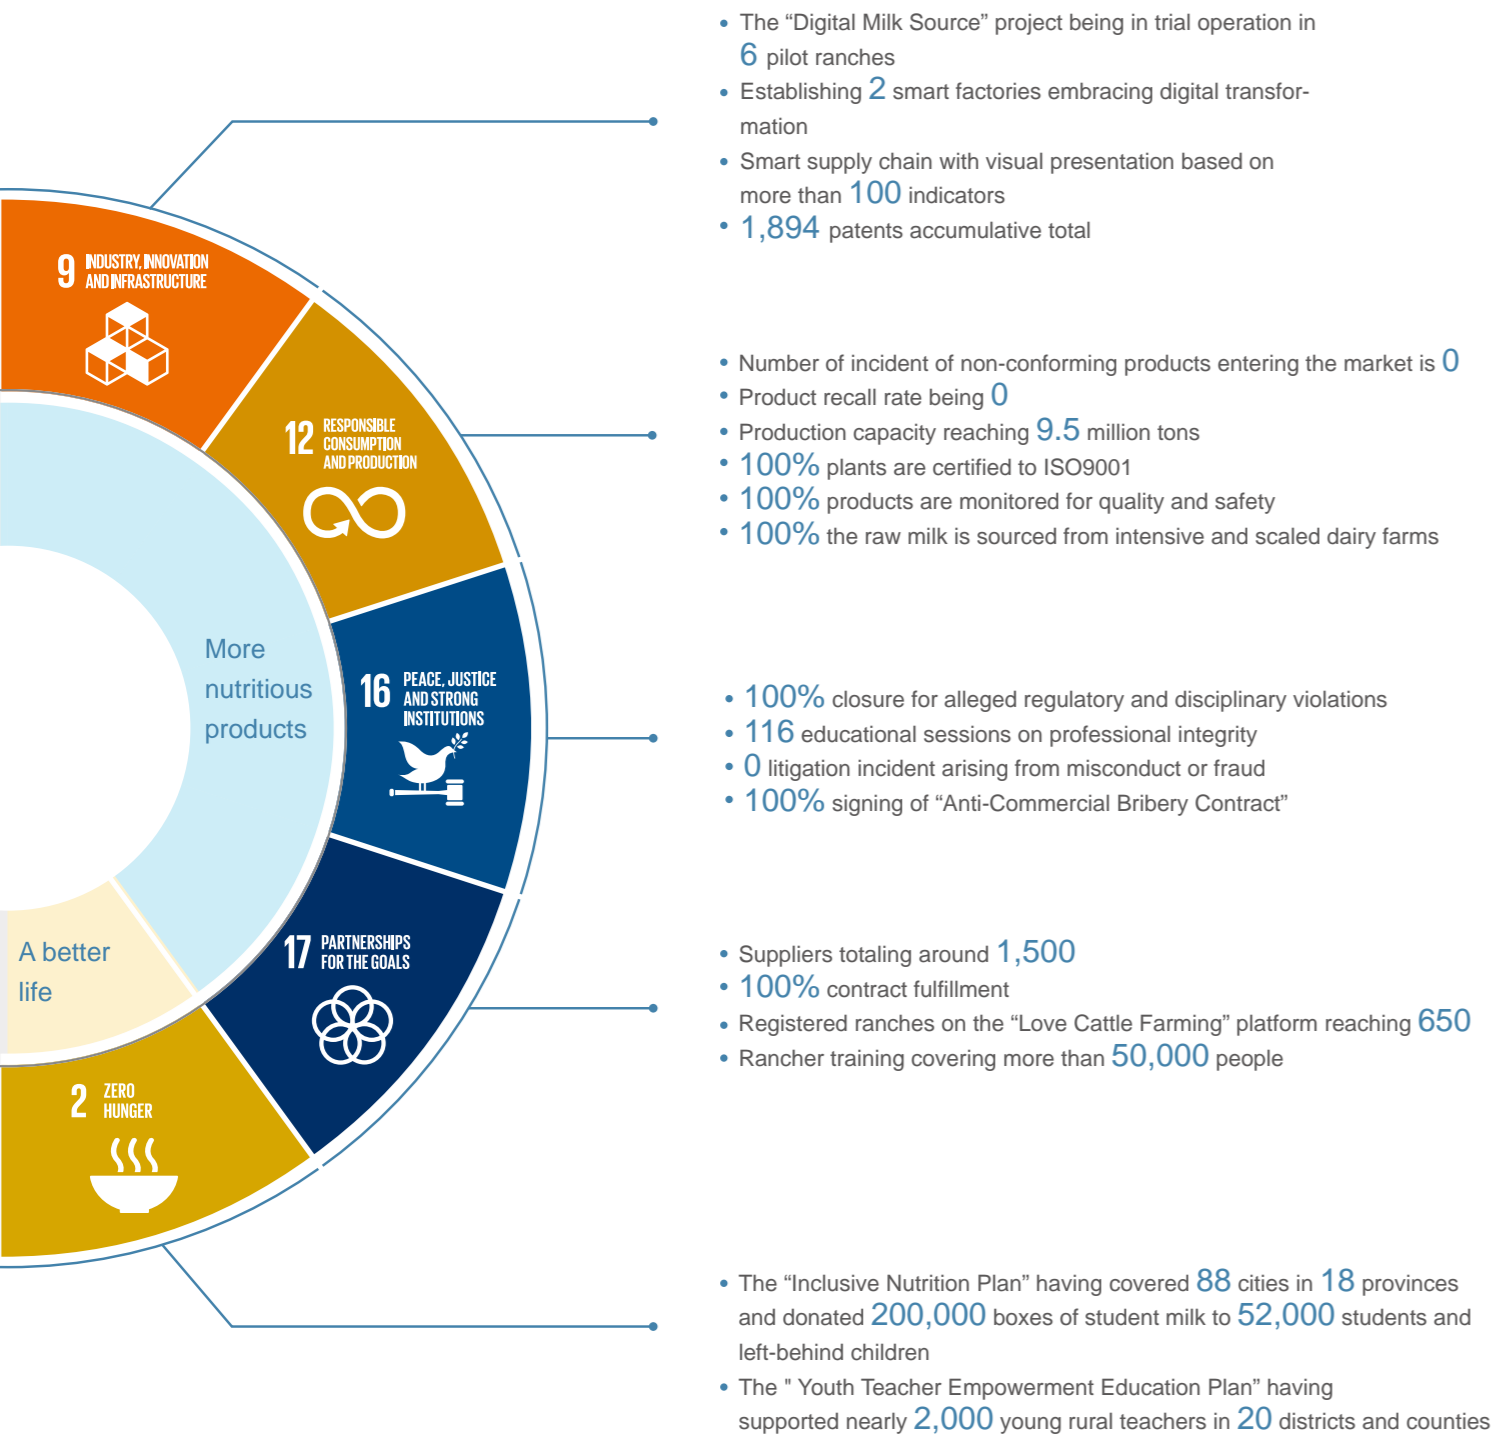 • The “Digital Milk Source” project being in trial operation in
6 pilot ranches
• Establishing 2 smart factories embracing digital transfor-
mation
• Smart supply chain with visual presentation based on
more than 100 indicators
• 1,894 patents accumulative total
9 INDUSTRY, INNOVATION
AND INFRASTRUCTURE
• Number of incident of non-conforming products entering the market is 0
• Product recall rate being 0
• Production capacity reaching 9.5 million tons
• 100% plants are certified to ISO9001
• 100% products are monitored for quality and safety
• 100% the raw milk is sourced from intensive and scaled dairy farms
12 RESPONSIBLE
CONSUMPTION
AND PRODUCTION
More
nutritious
products
16 PEACE, JUSTICE
AND STRONG
INSTITUTIONS
• 100% closure for alleged regulatory and disciplinary violations
• 116 educational sessions on professional integrity
• 0 litigation incident arising from misconduct or fraud
• 100% signing of “Anti-Commercial Bribery Contract”
A better
life
17 PARTNERSHIPS
FOR THE GOALS
• Suppliers totaling around 1,500
• 100% contract fulfillment
• Registered ranches on the “Love Cattle Farming” platform reaching 650
• Rancher training covering more than 50,000 people
2 ZERO
HUNGER
• The “Inclusive Nutrition Plan” having covered 88 cities in 18 provinces
and donated 200,000 boxes of student milk to 52,000 students and
left-behind children
• The " Youth Teacher Empowerment Education Plan” having
supported nearly 2,000 young rural teachers in 20 districts and counties